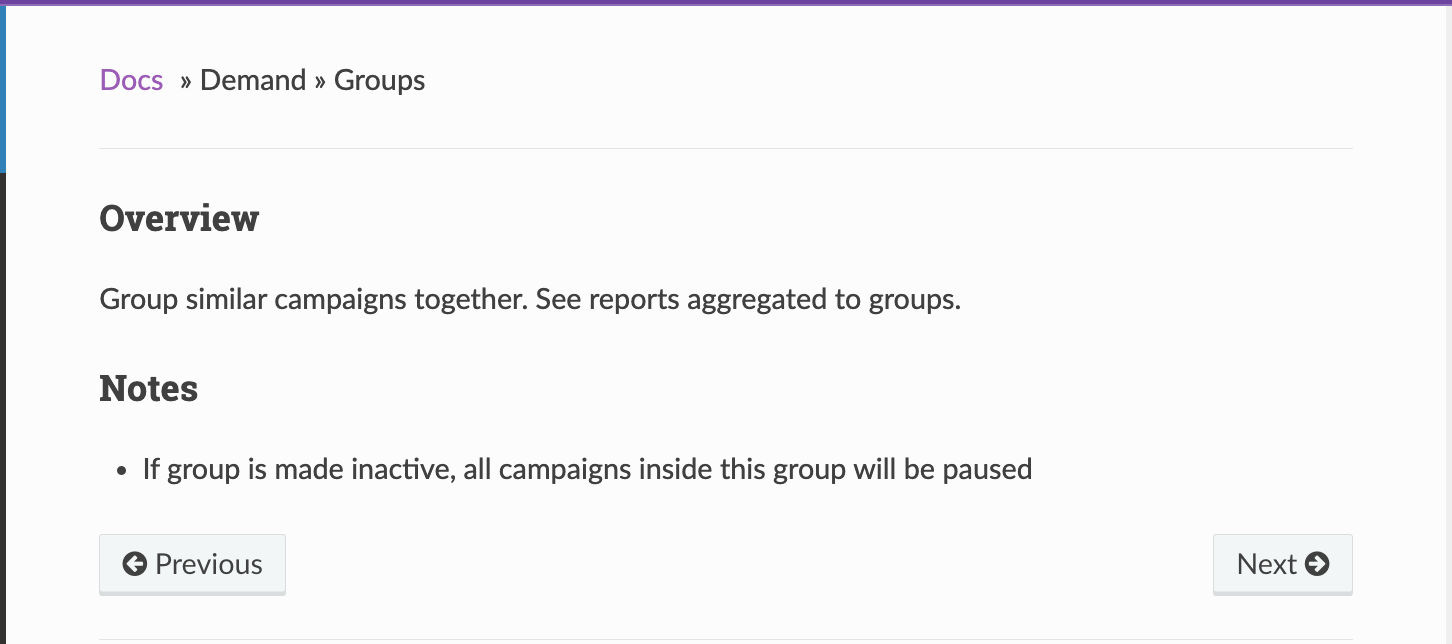 Docs » Demand » Groups
Overview
Group similar campaigns together. See reports aggregated to groups.
Notes
• If group is made inactive, all campaigns inside this group will be paused
Previous
Next